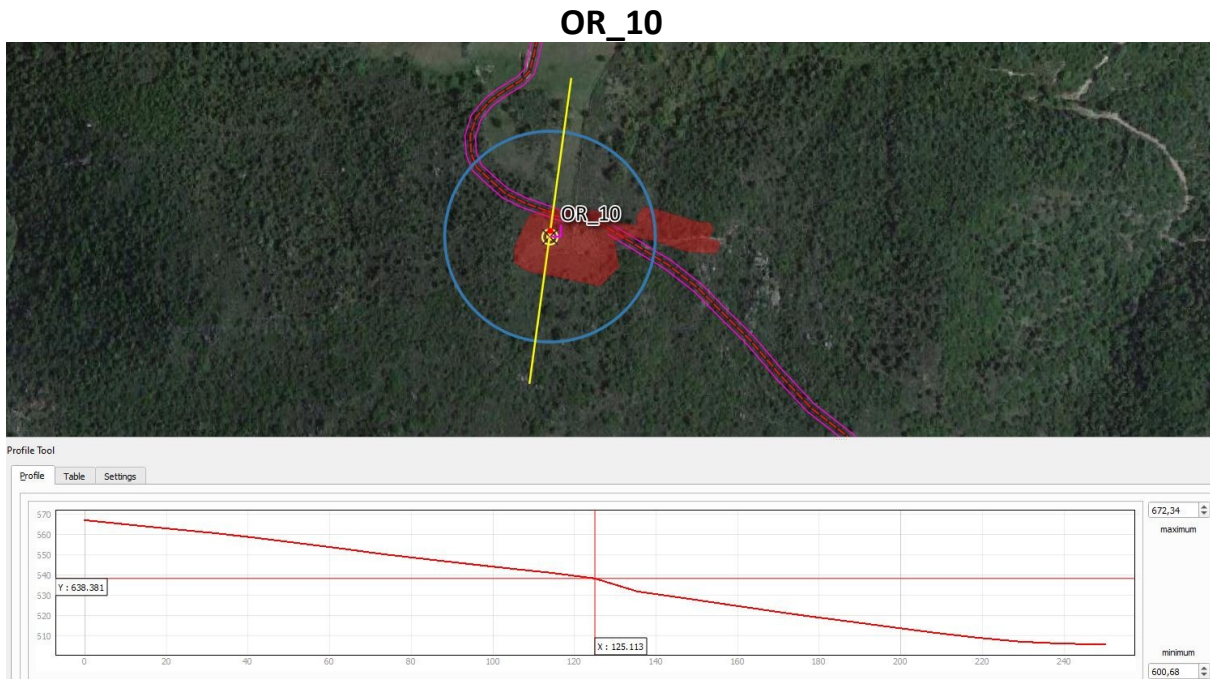 OR_10
OR_10
Profile Tool
Profile Table Settings
570
560
550
540
530
520
510
Y : 638.381
X : 125.113
0 20 40 60 80 100 120 140 160 180 200 220 240
672,34
maximum
minimum
600,68